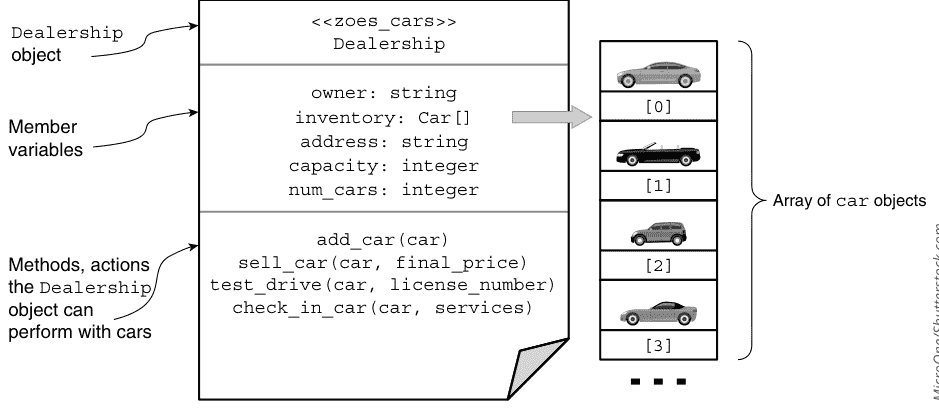 Dealership
object
<<zoes_cars>>
Dealership
Member
variables
owner: string
inventory: Car[]
address: string
capacity: integer
num_cars: integer
Methods, actions
the Dealership
object can
perform with cars
add_car(car)
sell_car(car, final_price)
test_drive(car, license_number)
check_in_car(car, services)
[0]
[1]
[2]
[3]
Array of car objects
MicroOne/Shutterstock.com